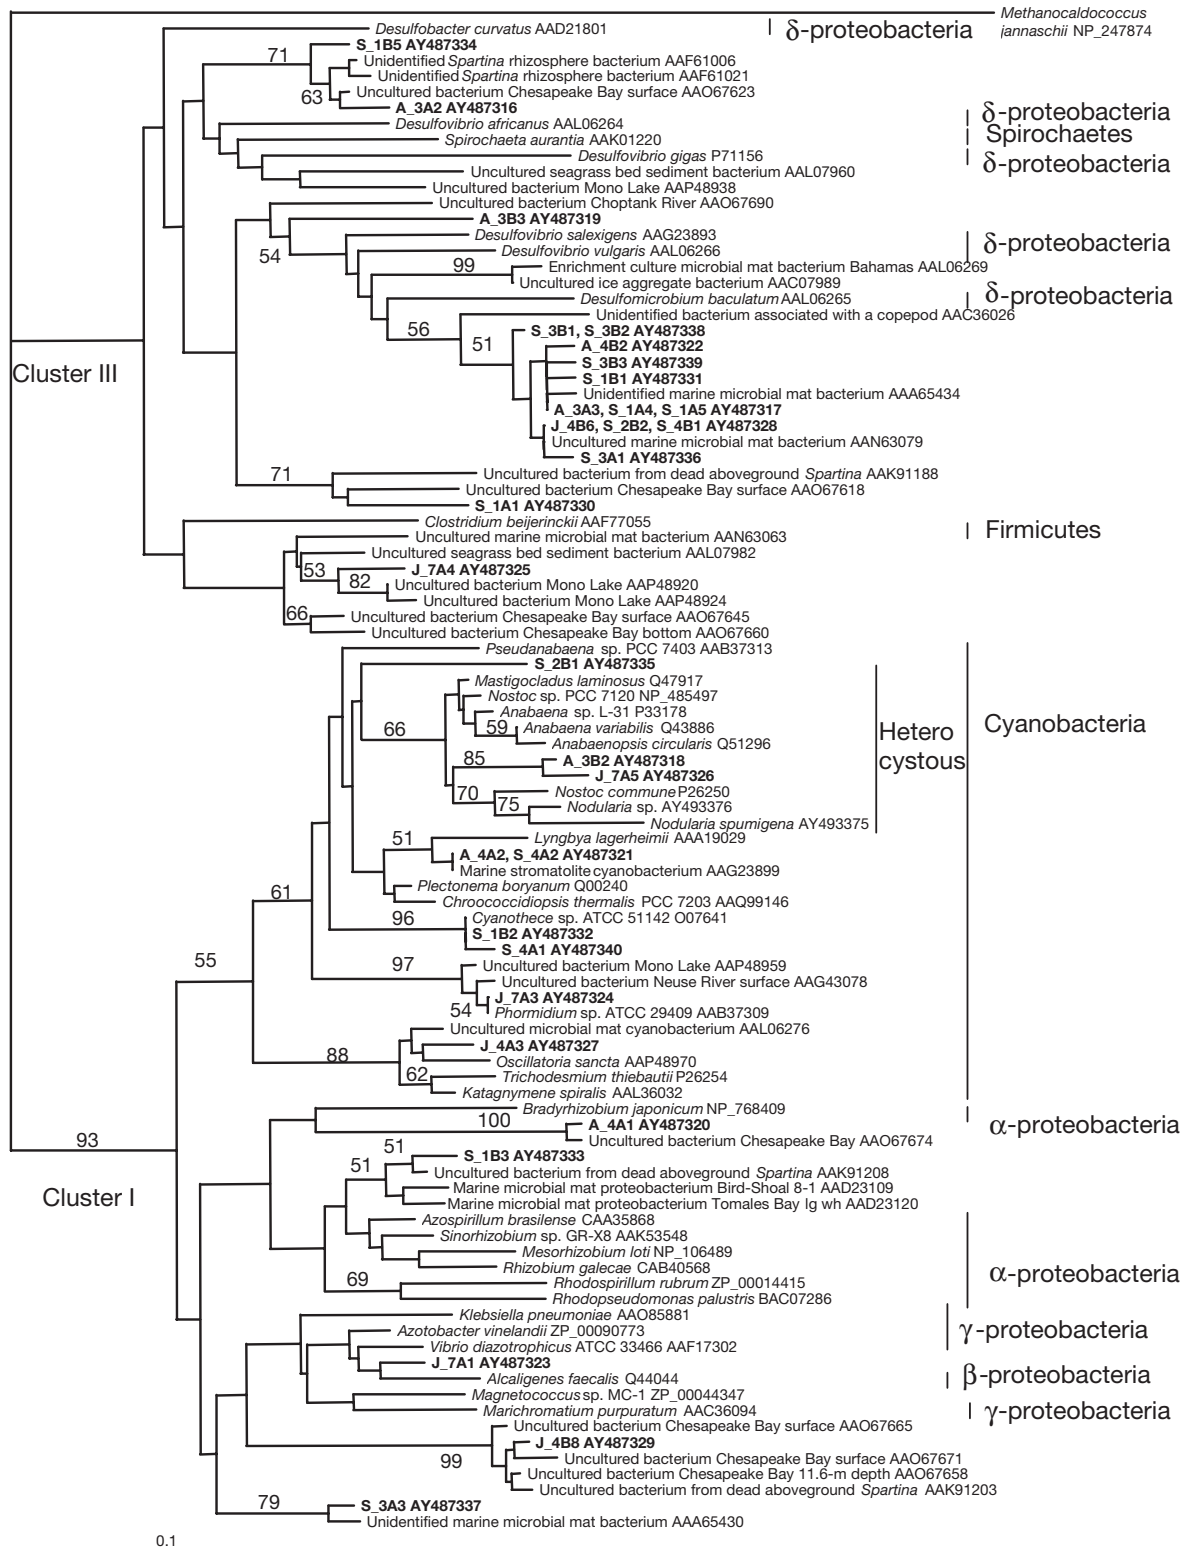 Methanocaldococcus
jannaschii NP_247874
Desulfobacter curvatus AAD21801
δ-proteobacteria
S_1B5 AY487334
71
Unidentified Spartina rhizosphere bacterium AAF61006
Unidentified Spartina rhizosphere bacterium AAF61021
Uncultured bacterium Chesapeake Bay surface AAO67623
63
A_3A2 AY487316
δ-proteobacteria
Desulfovibrio africanus AAL06264
Spirochaetes
Spirochaeta aurantia AAK01220
Desulfovibrio gigas P71156
δ-proteobacteria
Uncultured seagrass bed sediment bacterium AAL07960
Uncultured bacterium Mono Lake AAP48938
Uncultured bacterium Choptank River AAO67690
A_3B3 AY487319
Desulfovibrio salexigens AAG23893
δ-proteobacteria
54
Desulfovibrio vulgaris AAL06266
99
Enrichment culture microbial mat bacterium Bahamas AAL06269
Uncultured ice aggregate bacterium AAC07989
Desulfomicrobium baculatum AAL06265
δ-proteobacteria
Unidentified bacterium associated with a copepod AAC36026
56
S_3B1, S_3B2 AY487338
51
A_4B2 AY487322
S_3B3 AY487339
Cluster III
S_1B1 AY487331
Unidentified marine microbial mat bacterium AAA65434
A_3A3, S_1A4, S_1A5 AY487317
J_4B6, S_2B2, S_4B1 AY487328
Uncultured marine microbial mat bacterium AAN63079
S_3A1 AY487336
71
Uncultured bacterium from dead aboveground Spartina AAK91188
Uncultured bacterium Chesapeake Bay surface AAO67618
S_1A1 AY487330
Clostridium beijerinckii AAF77055
Firmicutes
Uncultured marine microbial mat bacterium AAN63063
Uncultured seagrass bed sediment bacterium AAL07982
53
J_7A4 AY487325
82
Uncultured bacterium Mono Lake AAP48920
Uncultured bacterium Mono Lake AAP48924
66
Uncultured bacterium Chesapeake Bay surface AAO67645
Uncultured bacterium Chesapeake Bay bottom AAO67660
Pseudanabaena sp. PCC 7403 AAB37313
S_2B1 AY487335
Mastigocladus laminosus Q47917
Nostoc sp. PCC 7120 NP_485497
Anabaena sp. L-31 P33178
Cyanobacteria
66
59
Anabaena variabilis Q43886
Hetero
cystous
Anabaenopsis circularis Q51296
85
A_3B2 AY487318
J_7A5 AY487326
70
Nostoc commune P26250
75
Nodularia sp. AY493376
Nodularia spumigena AY493375
51
Lyngbya lagerheimii AAA19029
A_4A2, S_4A2 AY487321
Marine stromatolite cyanobacterium AAG23899
Plectonema boryanum Q00240
61
Chroococcidiopsis thermalis PCC 7203 AAQ99146
96
Cyanothece sp. ATCC 51142 O07641
S_1B2 AY487332
S_4A1 AY487340
55
97
Uncultured bacterium Mono Lake AAP48959
Uncultured bacterium Neuse River surface AAG43078
J_7A3 AY487324
54
Phormidium sp. ATCC 29409 AAB37309
Uncultured microbial mat cyanobacterium AAL06276
J_4A3 AY487327
88
Oscillatoria sancta AAP48970
62
Trichodesmium thiebautii P26254
Katagnymene spiralis AAL36032
Bradyrhizobium japonicum NP_768409
α-proteobacteria
100
A_4A1 AY487320
93
Uncultured bacterium Chesapeake Bay AAO67674
51
S_1B3 AY487333
51
Uncultured bacterium from dead aboveground Spartina AAK91208
Cluster I
Marine microbial mat proteobacterium Bird-Shoal 8-1 AAD23109
Marine microbial mat proteobacterium Tomales Bay lg wh AAD23120
Azospirillum brasilense CAA35868
Sinorhizobium sp. GR-X8 AAK53548
Mesorhizobium loti NP_106489
Rhizobium galecae CAB40568
α-proteobacteria
69
Rhodospirillum rubrum ZP_00014415
Rhodopseudomonas palustris BAC07286
Klebsiella pneumoniae AAO85881
Azotobacter vinelandii ZP_00090773
γ-proteobacteria
Vibrio diazotrophicus ATCC 33466 AAF17302
J_7A1 AY487323
Alcaligenes faecalis Q44044
β-proteobacteria
Magnetococcus sp. MC-1 ZP_00044347
Marichromatium purpuratum AAC36094
γ-proteobacteria
Uncultured bacterium Chesapeake Bay surface AAO67665
J_4B8 AY487329
99
Uncultured bacterium Chesapeake Bay surface AAO67671
Uncultured bacterium Chesapeake Bay 11.6-m depth AAO67658
Uncultured bacterium from dead aboveground Spartina AAK91203
79
S_3A3 AY487337
Unidentified marine microbial mat bacterium AAA65430
0.1